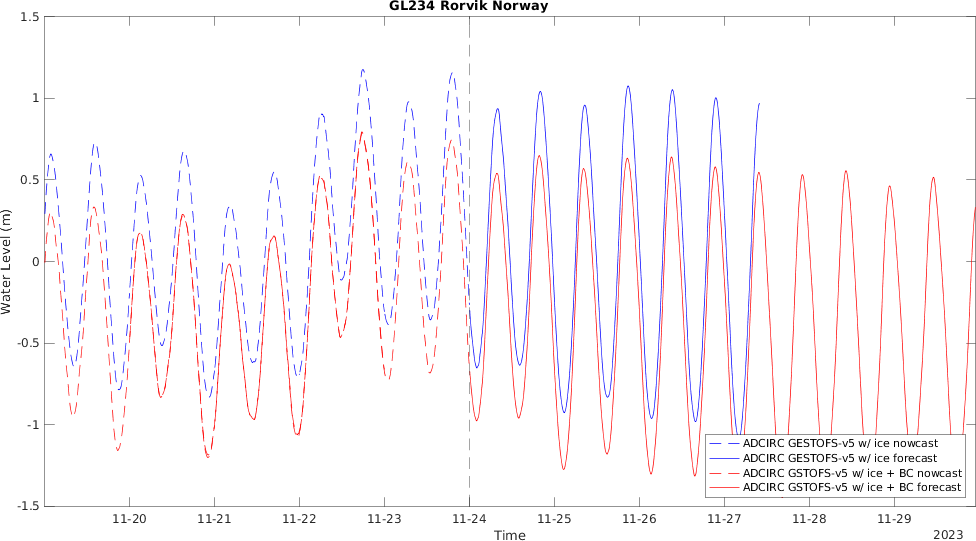 GL234 Rorvik Norway
1.5
1
0.5
0
-0.5
-1
-1.5
Water Level (m)
ADCIRC GESTOFS-v5 w/ ice nowcast
ADCIRC GESTOFS-v5 w/ ice forecast
ADCIRC GSTOFS-v5 w/ ice + BC nowcast
ADCIRC GSTOFS-v5 w/ ice + BC forecast
11-20 11-21 11-22 11-23 11-24 11-25 11-26 11-27 11-28 11-29
Time
2023